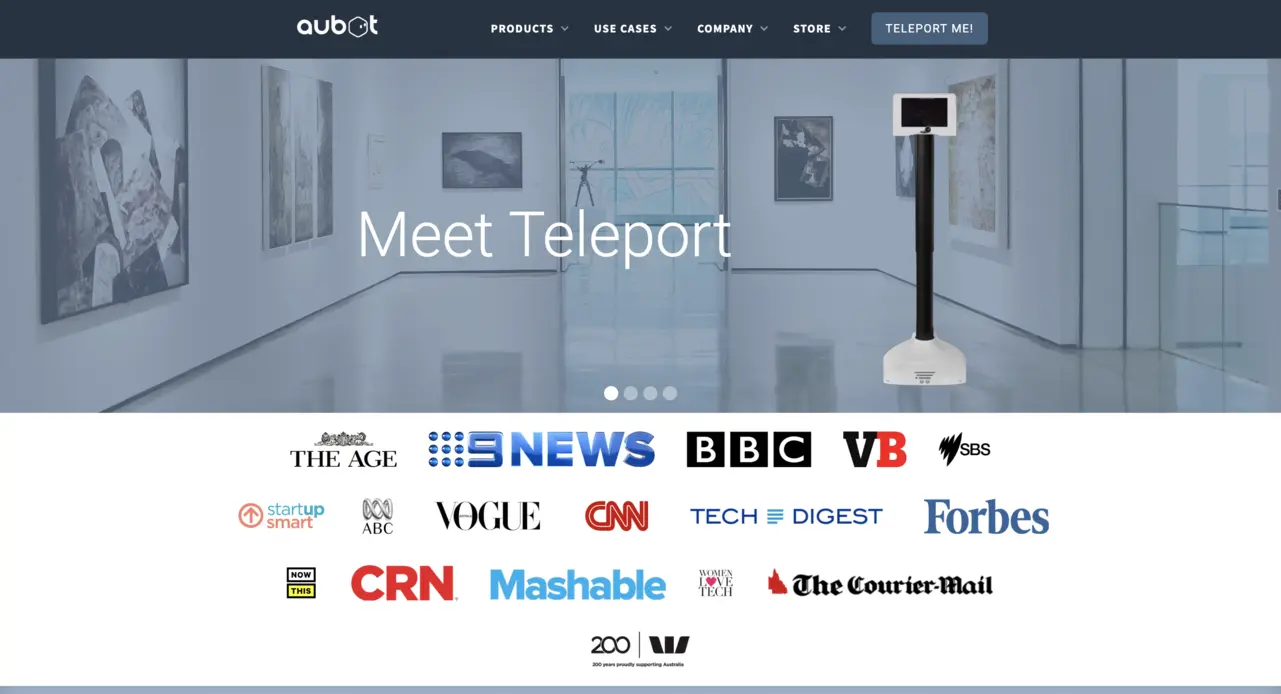 aubot
PRODUCTS USE CASES COMPANY STORE TELEPORT ME!
Meet Teleport
THE AGE 9 NEWS BBC VB SBS
startup
smart
ABC VOGUE CNN TECH DIGEST Forbes
NOW
THIS
CRN Mashable
WOMEN
LOVE
TECH
The Courier-Mail
200 W
200 years proudly supporting Australia